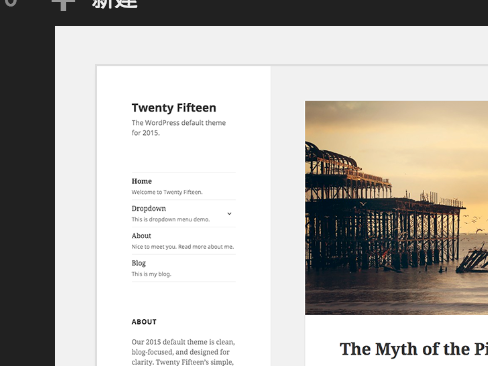 新建
Twenty Fifteen
The WordPress default theme
for 2015.
Home
Welcome to Twenty Fifteen.
Dropdown
This is dropdown menu demo.
About
Nice to meet you. Read more about me.
Blog
This is my blog.
ABOUT
Our 2015 default theme is clean,
blog-focused, and designed for
clarity. Twenty Fifteen's simple,
The Myth of the